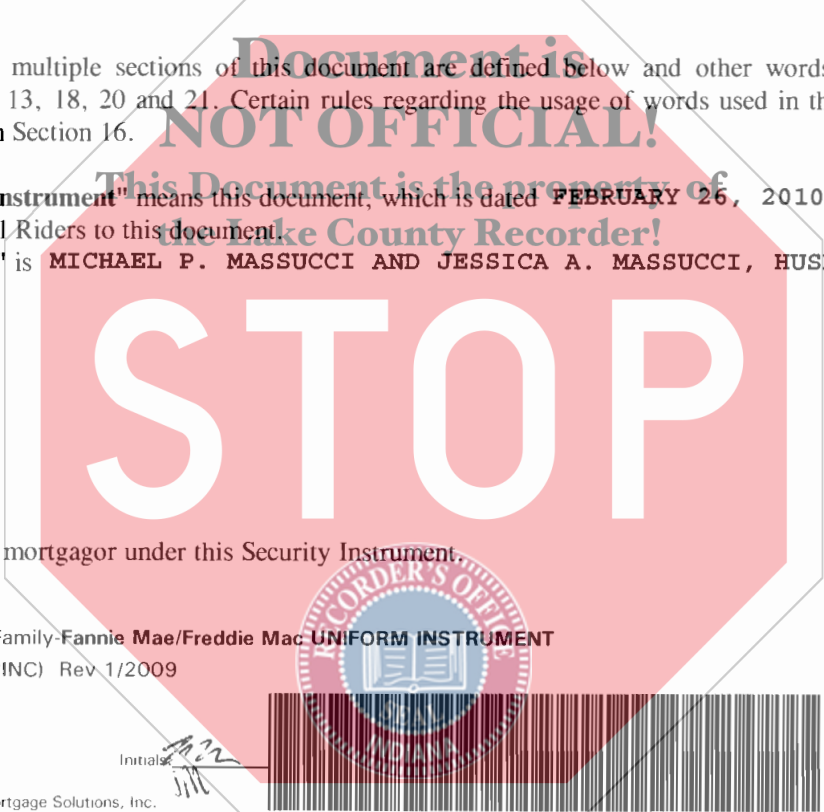 Document is
multiple sections of this document are defined below and other words
13, 18, 20 and 21. Certain rules regarding the usage of words used in th
NOT OFFICIAL!
Section 16.
This Document is the property of
nstrument" means this document, which is dated FEBRUARY 26, 2010
Riders to this document.
the Lake County Recorder!
" is MICHAEL P. MASSUCCI AND JESSICA A. MASSUCCI, HUS
STOP
mortgagor under this Security Instrument.
RECORDER'S OFFICE
amily-Fannie Mae/Freddie Mac UNIFORM INSTRUMENT
INC) Rev 1/2009
SEAL
INDIANA
Initials:
rtgage Solutions, Inc.